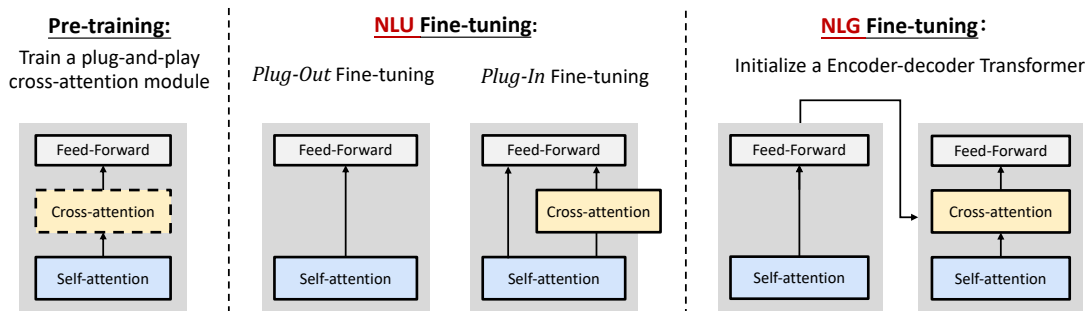 Pre-training:
Train a plug-and-play
cross-attention module
Feed-Forward
Cross-attention
Self-attention
NLU Fine-tuning:
Plug-Out Fine-tuning
Plug-In Fine-tuning
Feed-Forward
Self-attention
Feed-Forward
Cross-attention
Self-attention
NLG Fine-tuning:
Initialize a Encoder-decoder Transformer
Feed-Forward
Self-attention
Feed-Forward
Cross-attention
Self-attention